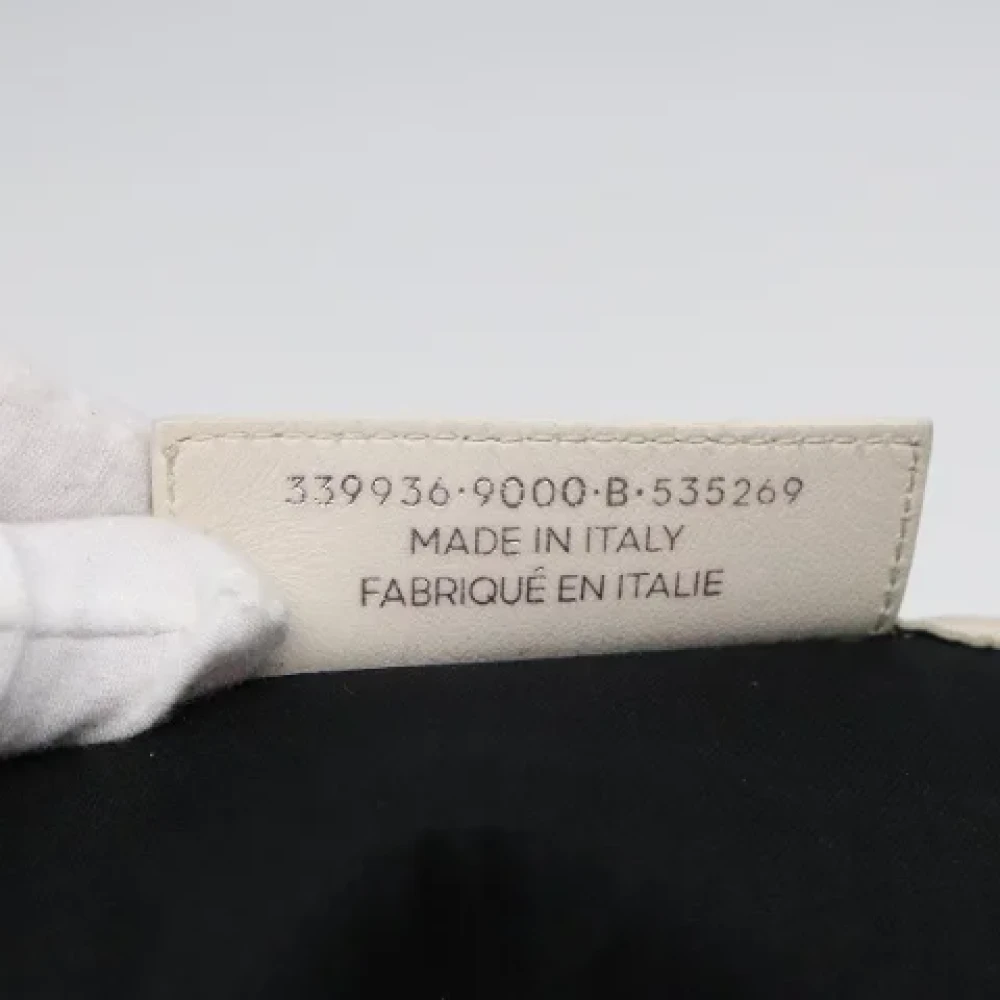 339936·9000·B·535269
MADE IN ITALY
FABRIQUÉ EN ITALIE